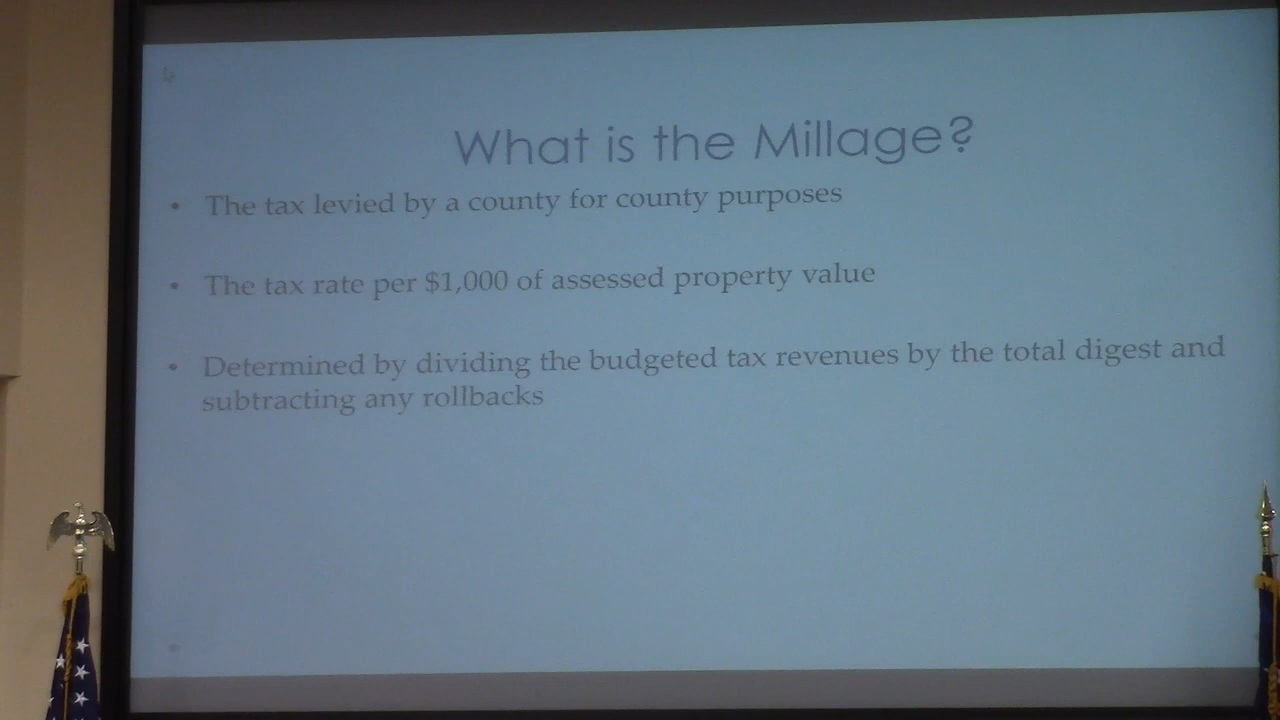 What is the Millage?
• The tax levied by a county for county purposes
• The tax rate per $1,000 of assessed property value
• Determined by dividing the budgeted tax revenues by the total digest and
subtracting any rollbacks